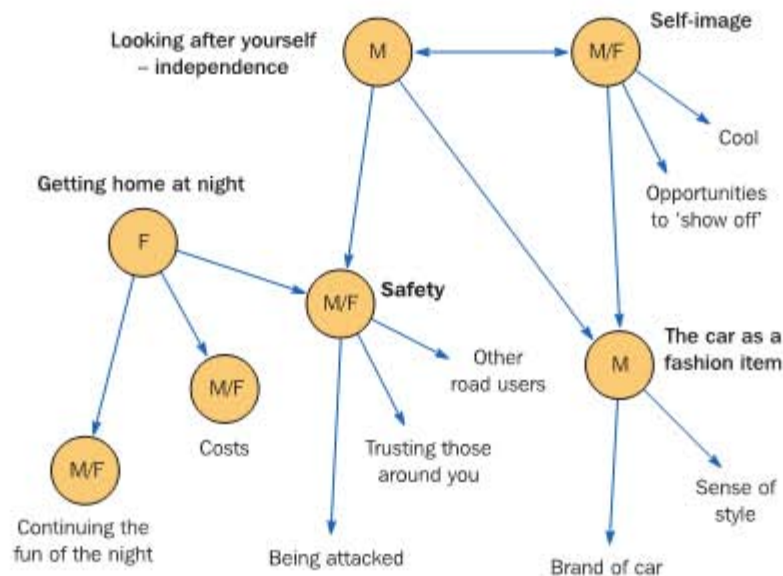 Self-image
Looking after yourself
– independence
M
M/F
Cool
Opportunities
to ‘show off’
Getting home at night
F
M/F
Safety
Other
road users
Trusting those
around you
Being attacked
M/F
Costs
M/F
Continuing the
fun of the night
The car as a
fashion item
M
Sense of
style
Brand of car